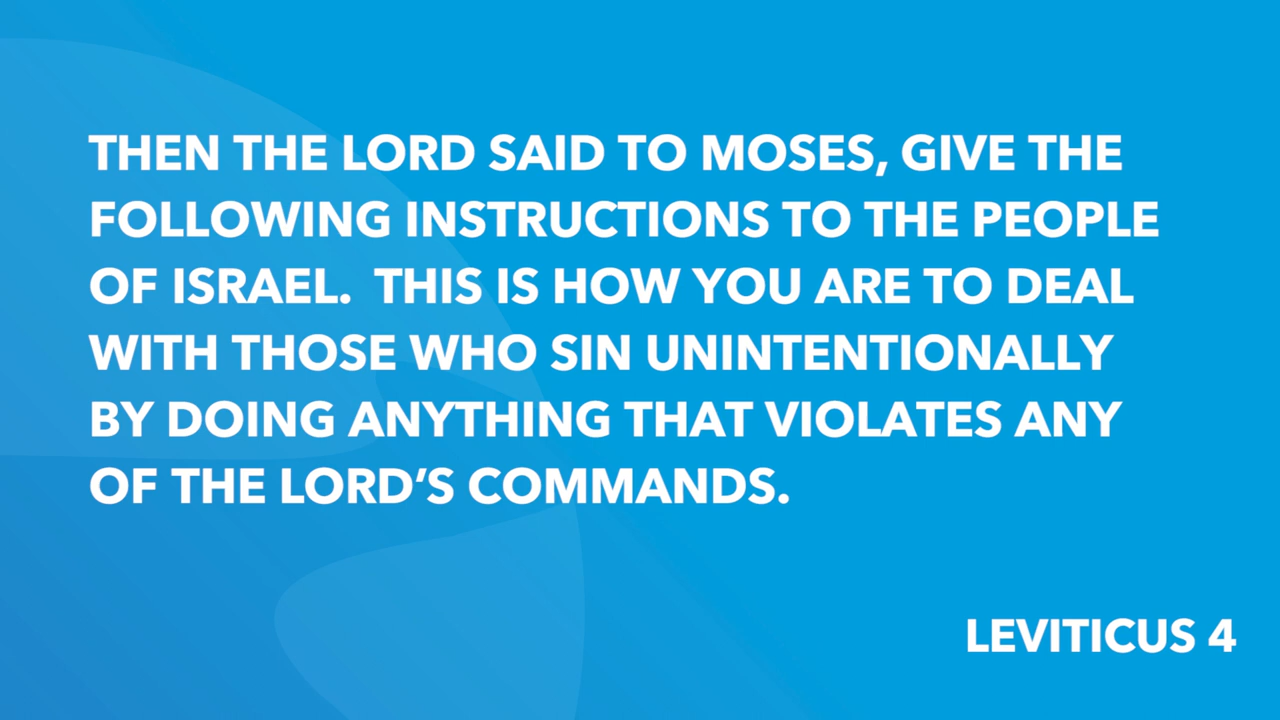 THEN THE LORD SAID TO MOSES, GIVE THE
FOLLOWING INSTRUCTIONS TO THE PEOPLE
OF ISRAEL.  THIS IS HOW YOU ARE TO DEAL
WITH THOSE WHO SIN UNINTENTIONALLY
BY DOING ANYTHING THAT VIOLATES ANY
OF THE LORD’S COMMANDS.
LEVITICUS 4